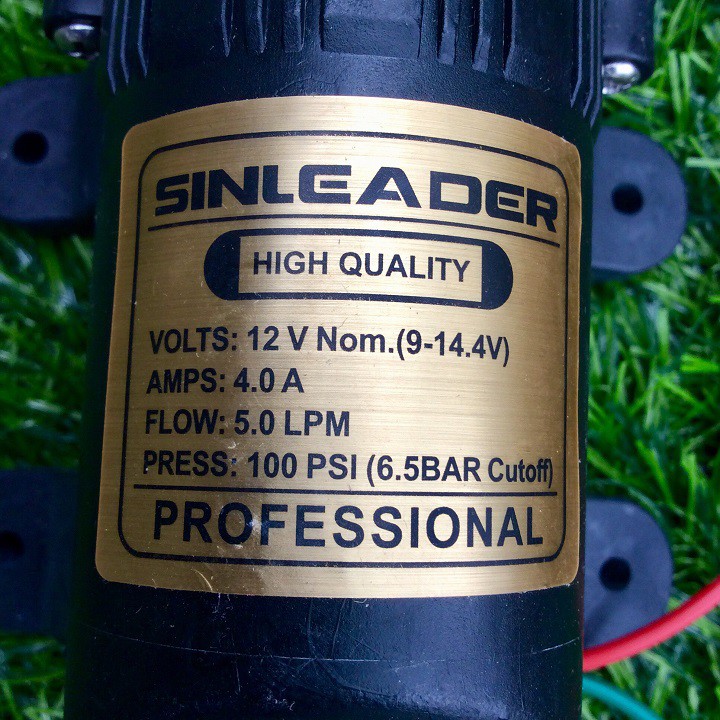 SINLEADER
HIGH QUALITY
VOLTS: 12 V Nom.(9-14.4V)
AMPS: 4.0 A
FLOW: 5.0 LPM
PRESS: 100 PSI (6.5BAR Cutoff)
PROFESSIONAL